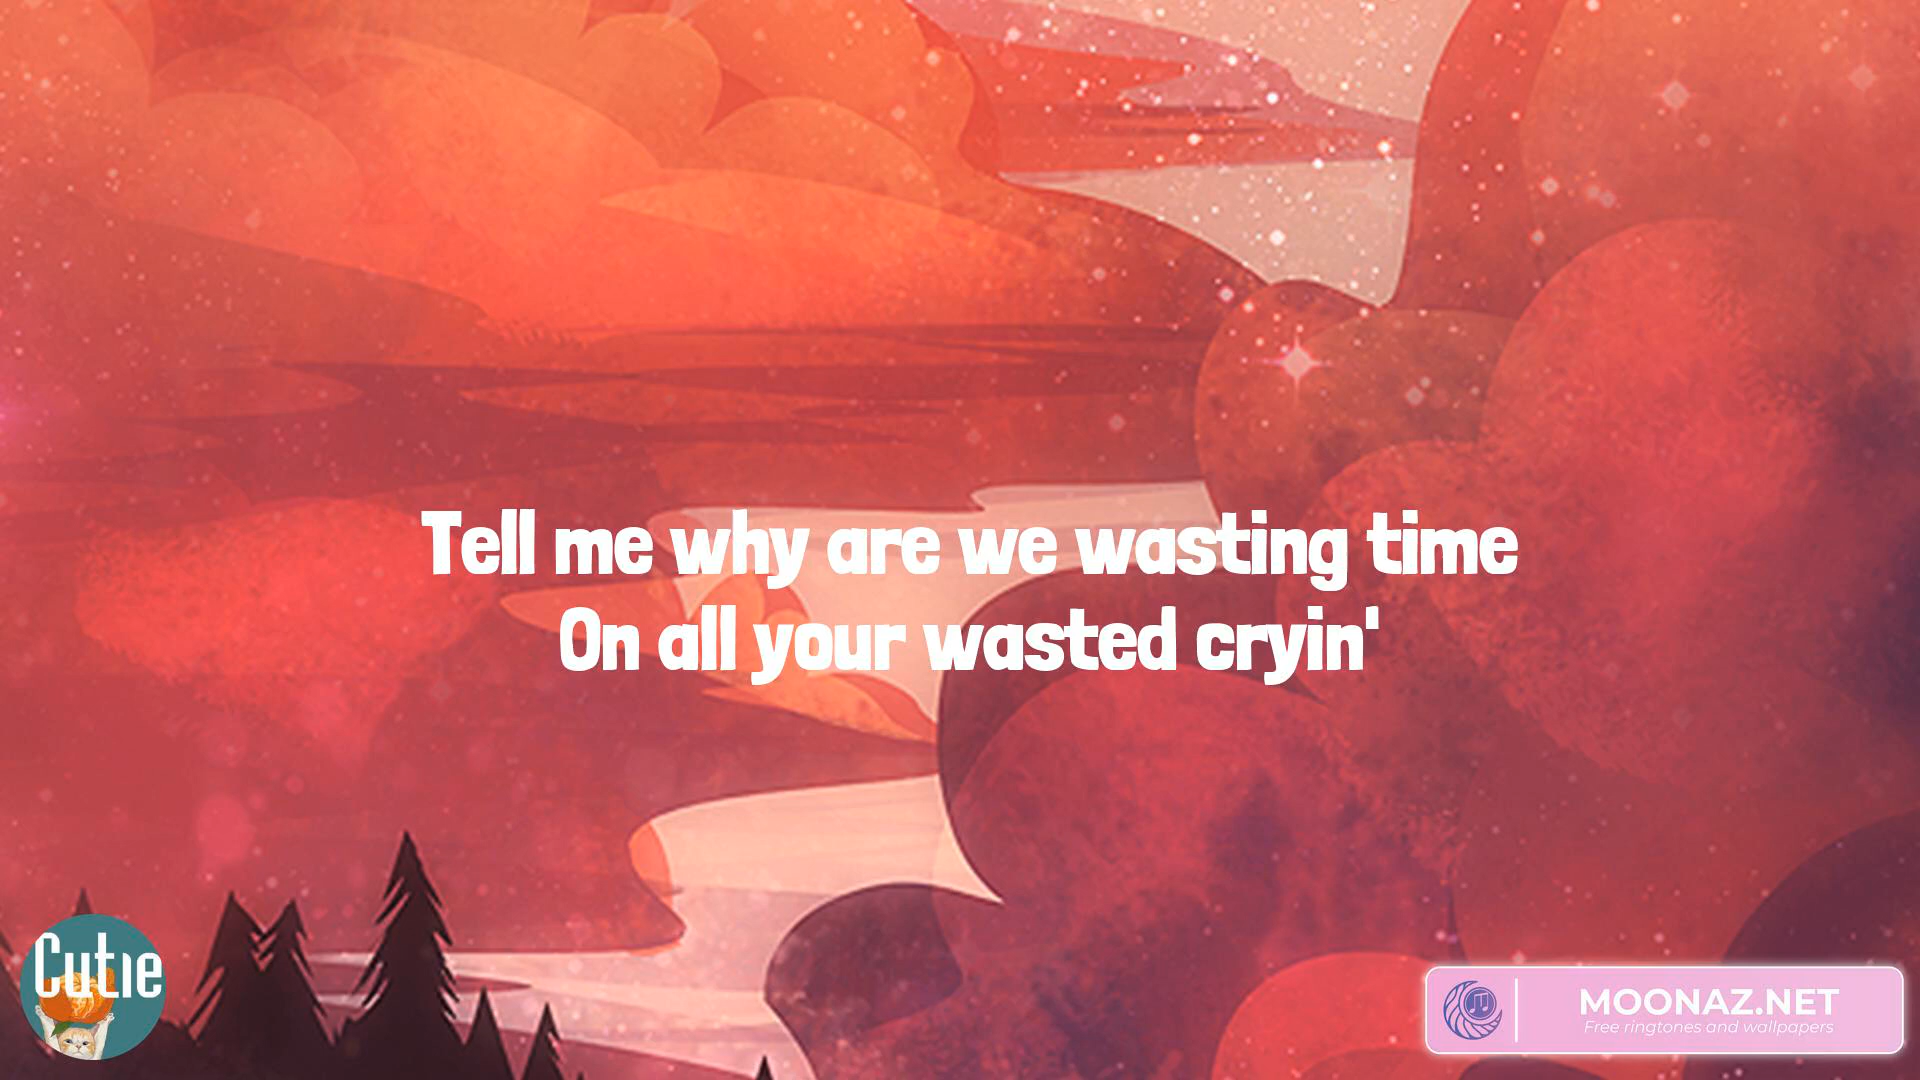 Tell me why are we wasting time
On all your wasted cryin'
Cutie
MOONAZ.NET
Free ringtones and wallpapers